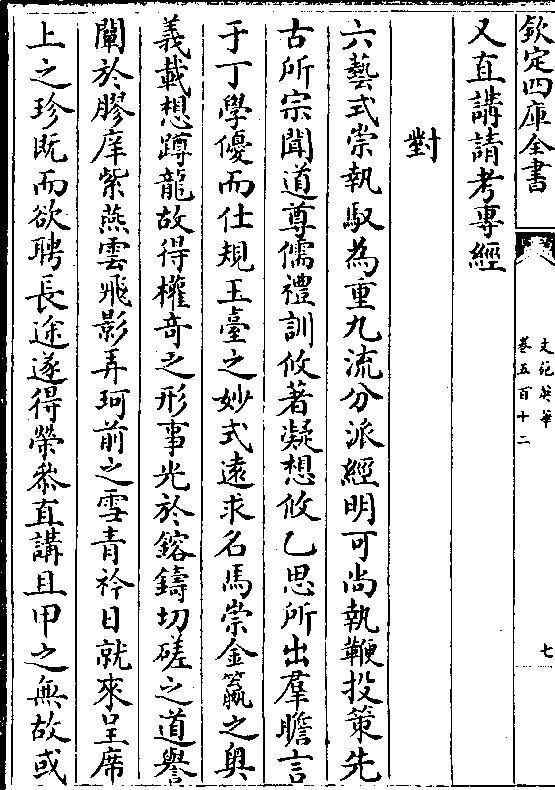 欽定四庫全書
文苑英華
卷五百十二
七
又直講請考專經
對
六藝式崇執馭為重九流分派經明可尚執鞭投策先
古所宗聞道尊儒禮訓攸著凝想攸乙思所出羣瞻言
于丁學優而仕規玉臺之妙式遠求名馬崇金籯之奥
義載想蹲龍故得權竒之形事光於鎔鑄切磋之道譽
闡於膠庠紫燕雲飛影弄珂前之雪青衿日就來呈席
上之珍既而欲聘長途遂得榮叅直講且甲之無故或